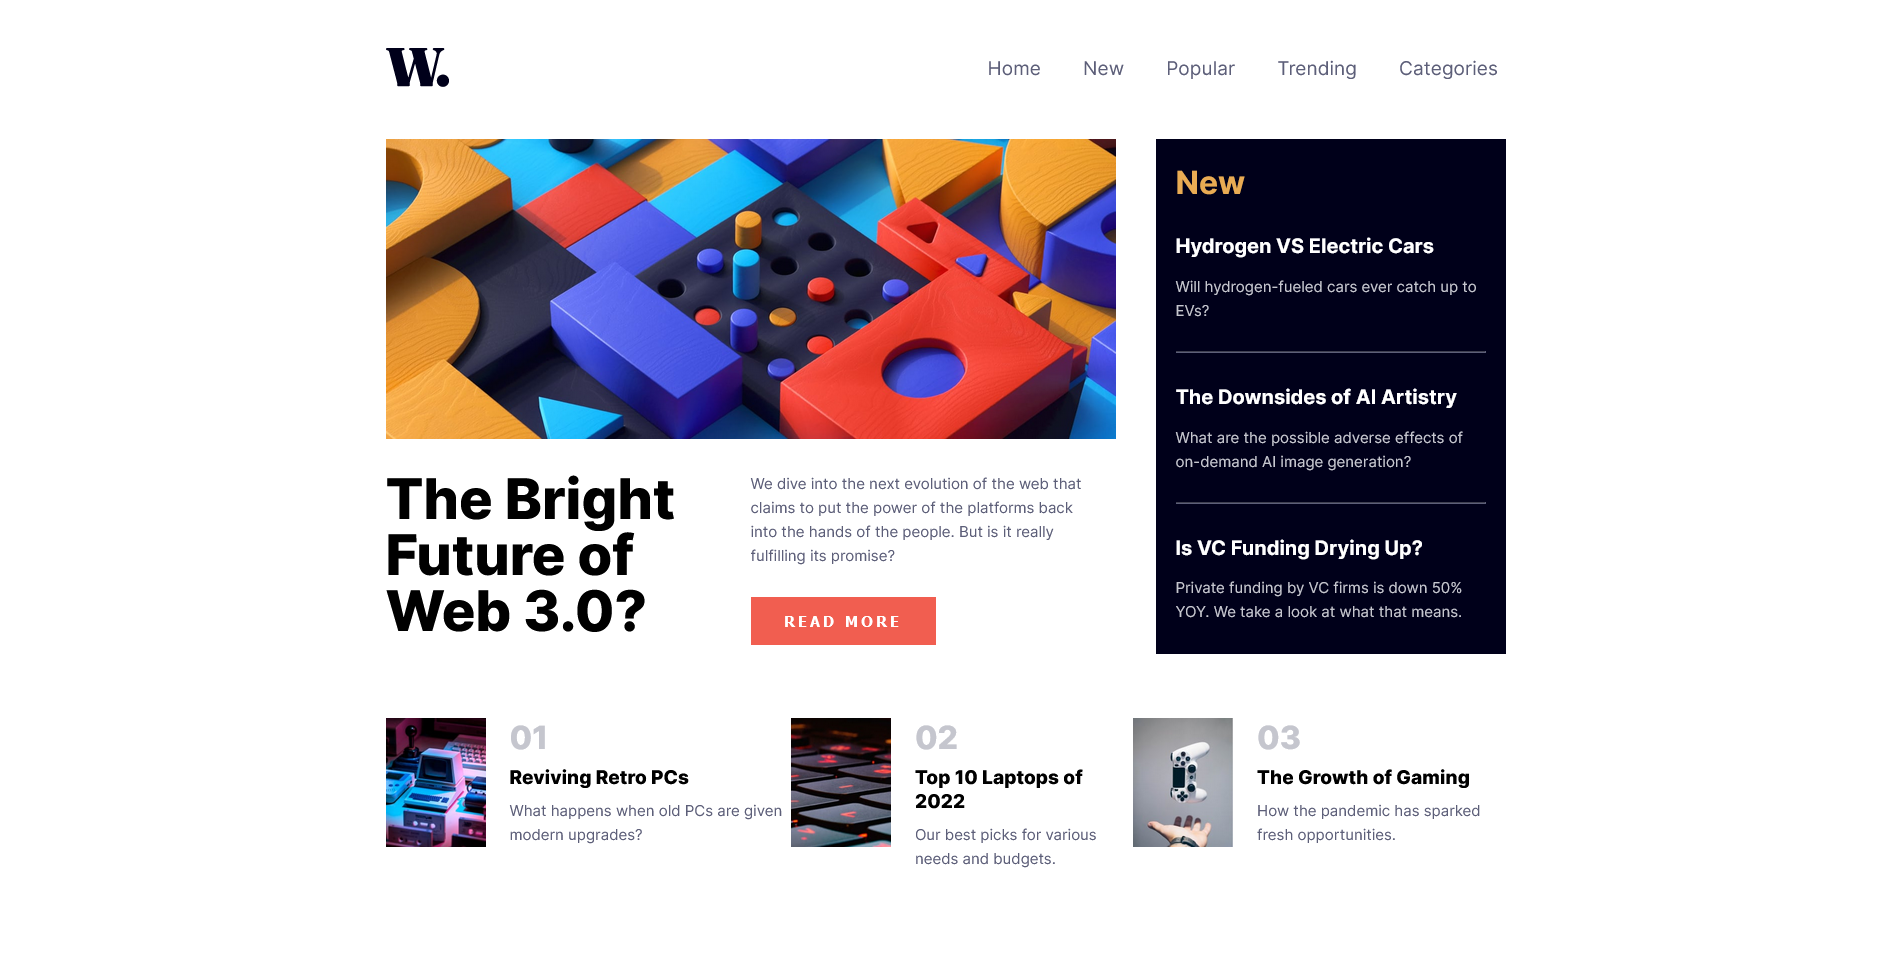 W.
Home New Popular Trending Categories
The Bright
Future of
Web 3.0?
We dive into the next evolution of the web that
claims to put the power of the platforms back
into the hands of the people. But is it really
fulfilling its promise?
READ MORE
New
Hydrogen VS Electric Cars
Will hydrogen-fueled cars ever catch up to
EVs?
The Downsides of AI Artistry
What are the possible adverse effects of
on-demand AI image generation?
Is VC Funding Drying Up?
Private funding by VC firms is down 50%
YOY. We take a look at what that means.
01
Reviving Retro PCs
What happens when old PCs are given
modern upgrades?
02
Top 10 Laptops of
2022
Our best picks for various
needs and budgets.
03
The Growth of Gaming
How the pandemic has sparked
fresh opportunities.